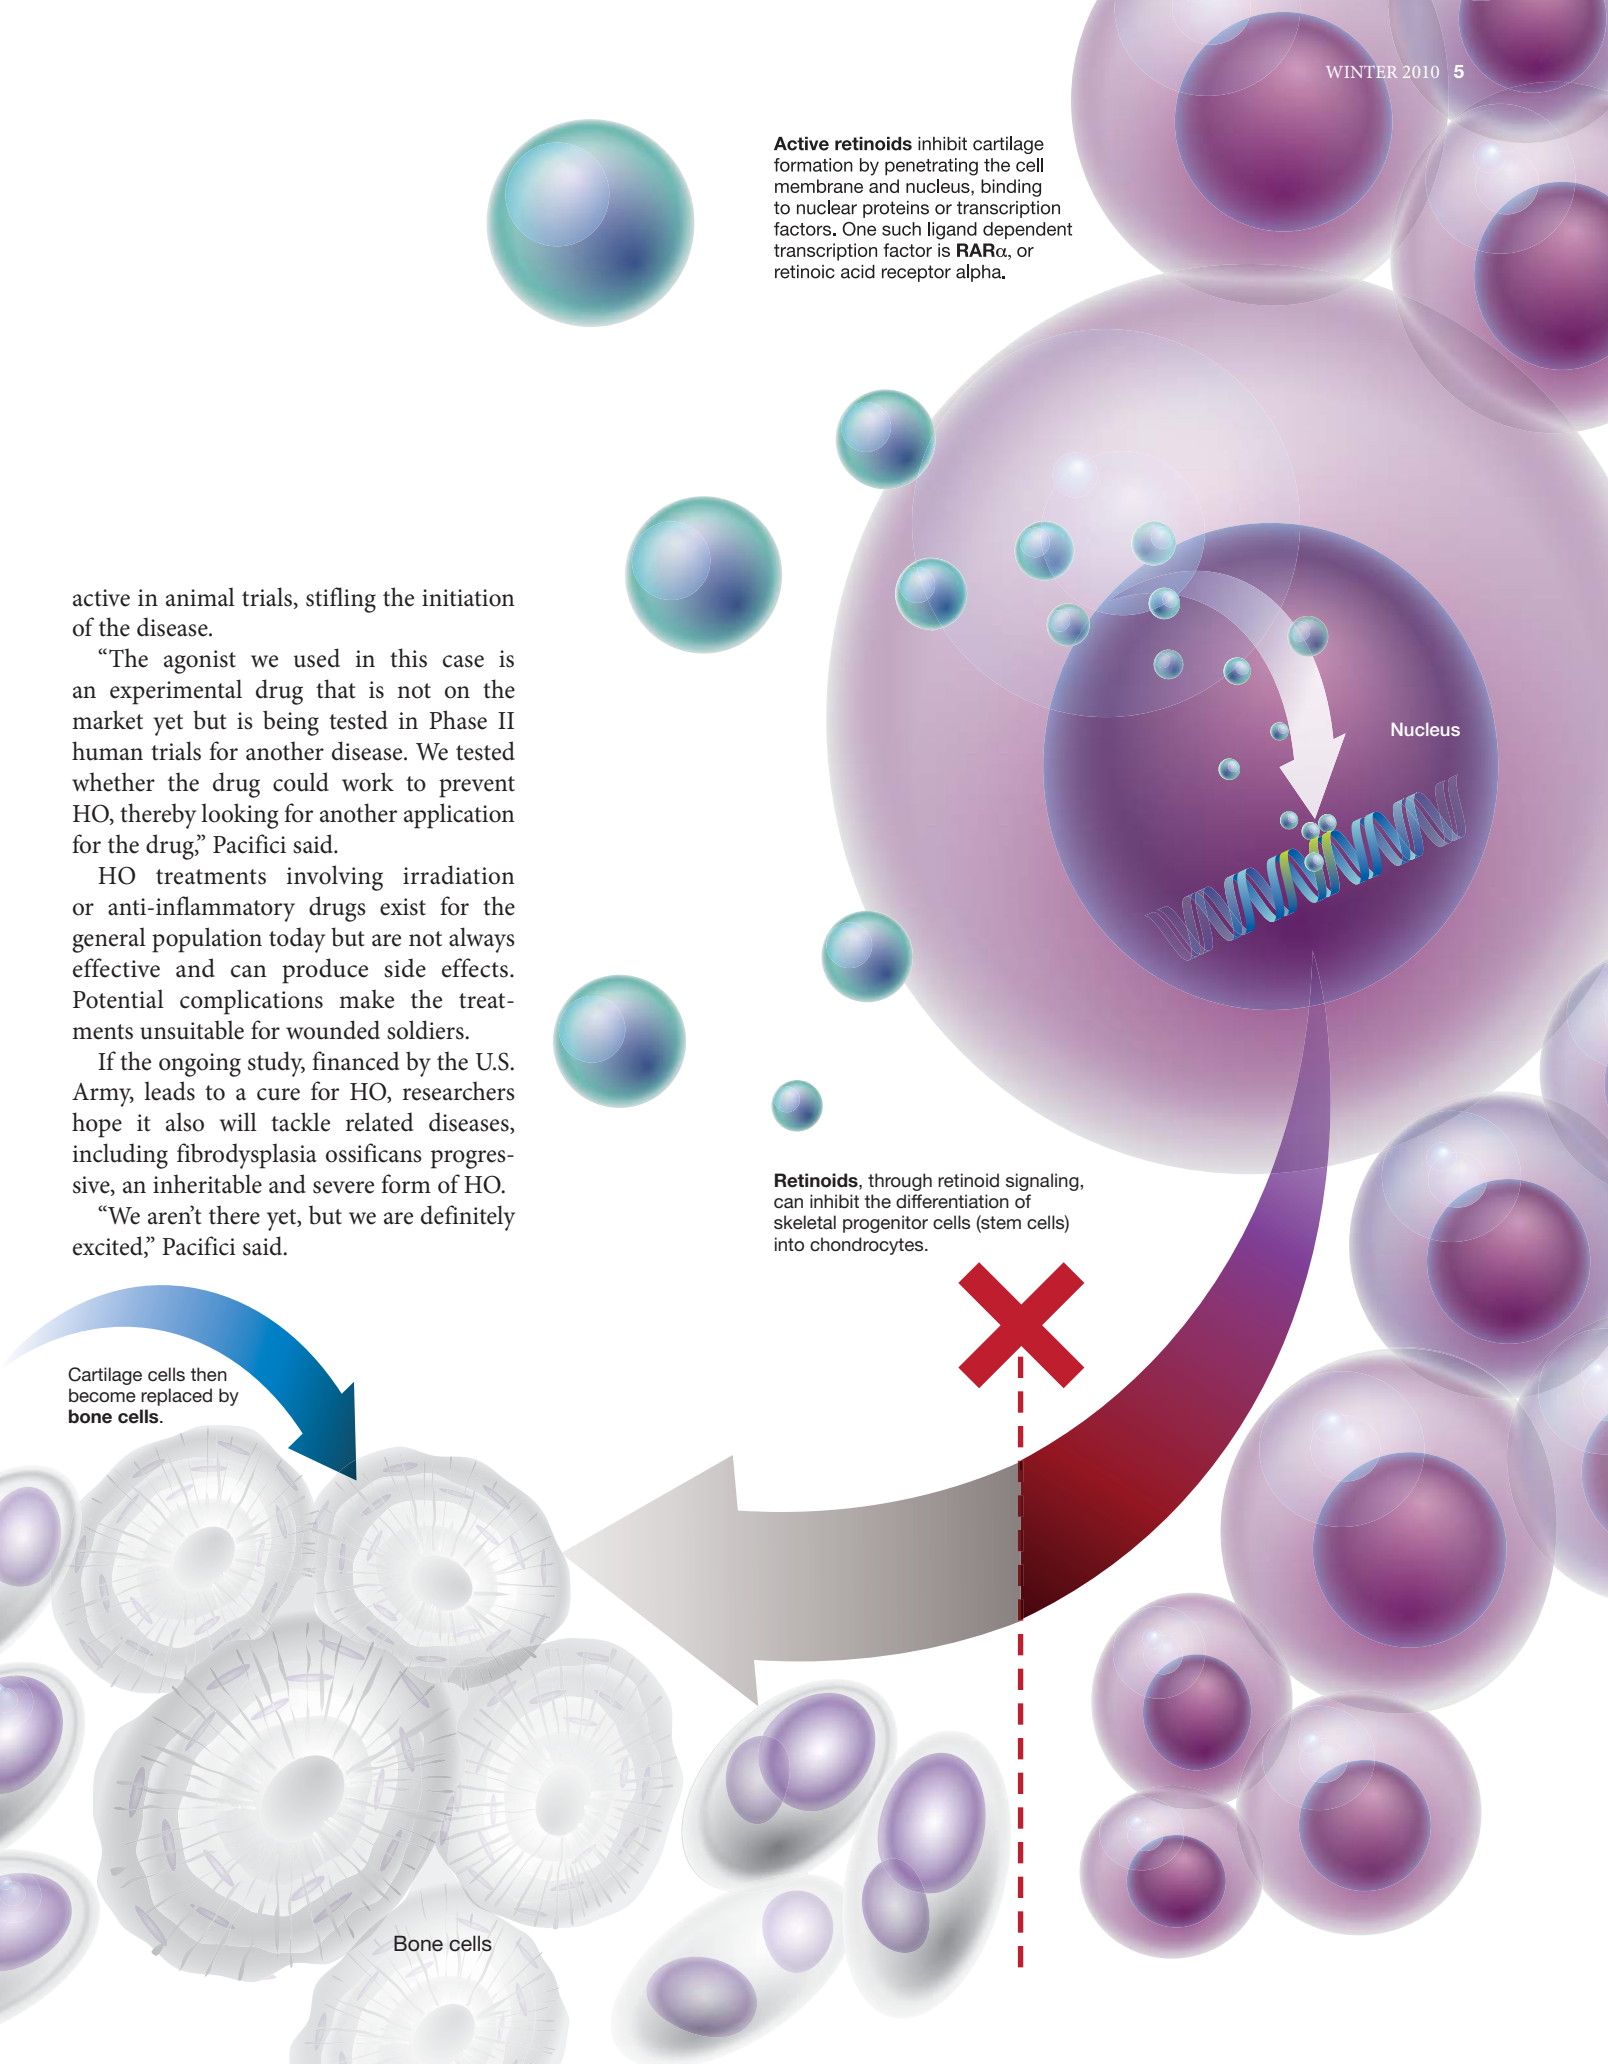 WINTER 2010 5
Active retinoids inhibit cartilage
formation by penetrating the cell
membrane and nucleus, binding
to nuclear proteins or transcription
factors. One such ligand dependent
transcription factor is RARα, or
retinoic acid receptor alpha.
Nucleus
active in animal trials, stifling the initiation
of the disease.
“The agonist we used in this case is
an experimental drug that is not on the
market yet but is being tested in Phase II
human trials for another disease. We tested
whether the drug could work to prevent
HO, thereby looking for another application
for the drug,” Pacifici said.
HO treatments involving irradiation
or anti-inflammatory drugs exist for the
general population today but are not always
effective and can produce side effects.
Potential complications make the treat-
ments unsuitable for wounded soldiers.
If the ongoing study, financed by the U.S.
Army, leads to a cure for HO, researchers
hope it also will tackle related diseases,
including fibrodysplasia ossificans progres-
sive, an inheritable and severe form of HO.
“We aren’t there yet, but we are definitely
excited,” Pacifici said.
Retinoids, through retinoid signaling,
can inhibit the differentiation of
skeletal progenitor cells (stem cells)
into chondrocytes.
Cartilage cells then
become replaced by
bone cells.
Bone cells